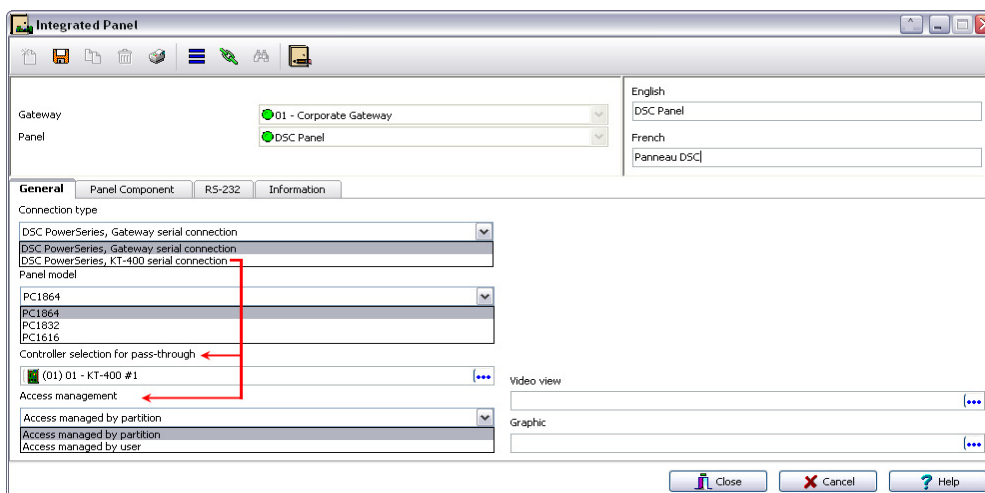 Integrated Panel
Gateway
01 - Corporate Gateway
Panel
DSC Panel
English
DSC Panel
French
Panneau DSC
General
Panel Component
RS-232
Information
Connection type
DSC PowerSeries, Gateway serial connection
DSC PowerSeries, Gateway serial connection
DSC PowerSeries, KT-400 serial connection
Panel model
PC1864
PC1864
PC1832
PC1616
Controller selection for pass-through
(01) 01 - KT-400 #1
Access management
Access managed by partition
Access managed by partition
Access managed by user
Video view
Graphic
Close
Cancel
Help